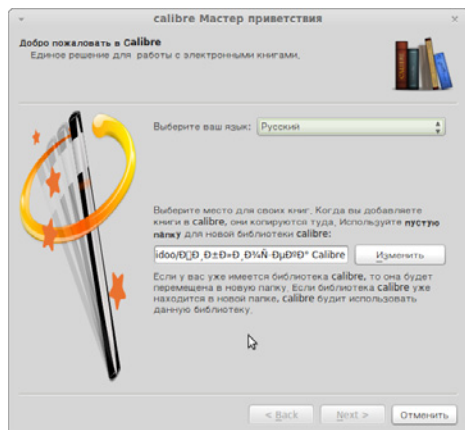 calibre Мастер приветствия
Добро пожаловать в Calibre
Единое решение для работы с электронными книгами.
Выберите ваш язык: Русский
Выберите место для своих книг. Когда вы добавляете
книги в calibre, они копируются туда. Используйте пустую
папку для новой библиотеки calibre:
Calibre Изменить
Если у вас уже имеется библиотека calibre, то она будет
перемещена в новую папку. Если библиотека calibre уже
находится в новой папке, calibre будит использовать
данную библиотеку.
< Back Next > Отменить